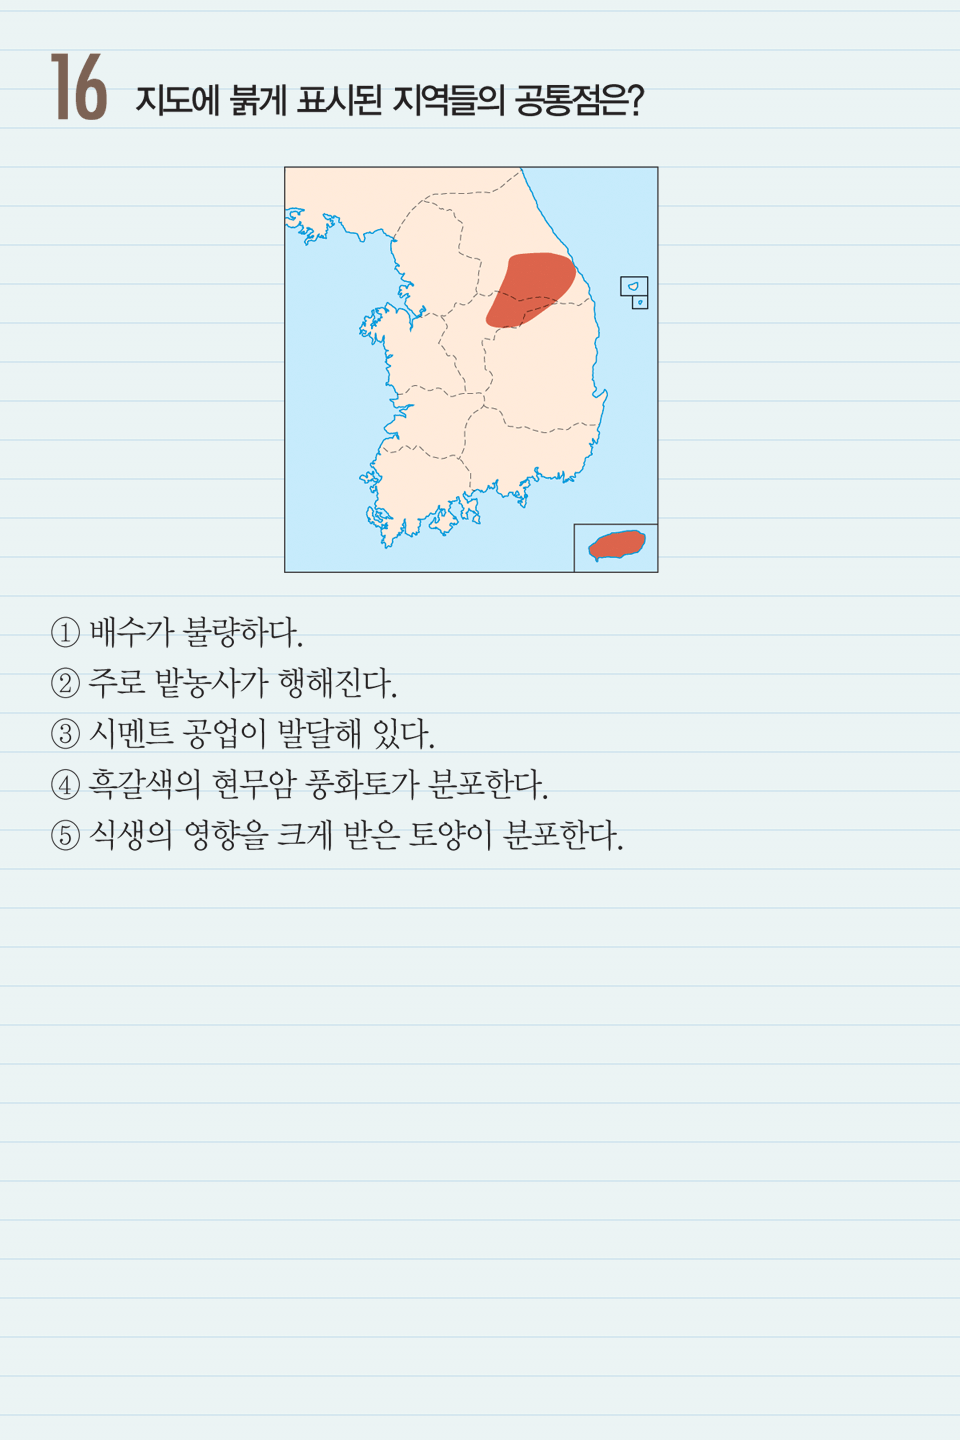 16 지도에 붉게 표시된 지역들의 공통점은?
① 배수가 불량하다.
② 주로 밭농사가 행해진다.
③ 시멘트 공업이 발달해 있다.
④ 흑갈색의 현무암 풍화토가 분포한다.
⑤ 식생의 영향을 크게 받은 토양이 분포한다.